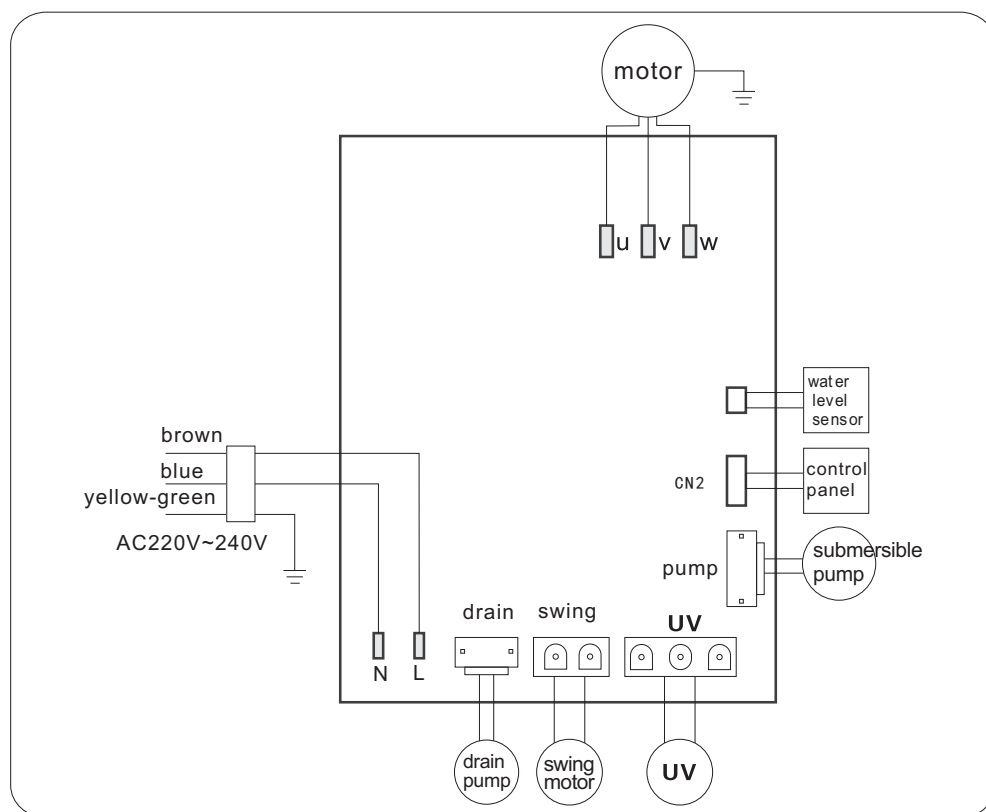 motor
u
v
w
water
level
sensor
brown
blue
yellow-green
AC220V~240V
CN2
control
panel
pump
submersible
pump
drain
swing
UV
N
L
drain
pump
swing
motor
UV